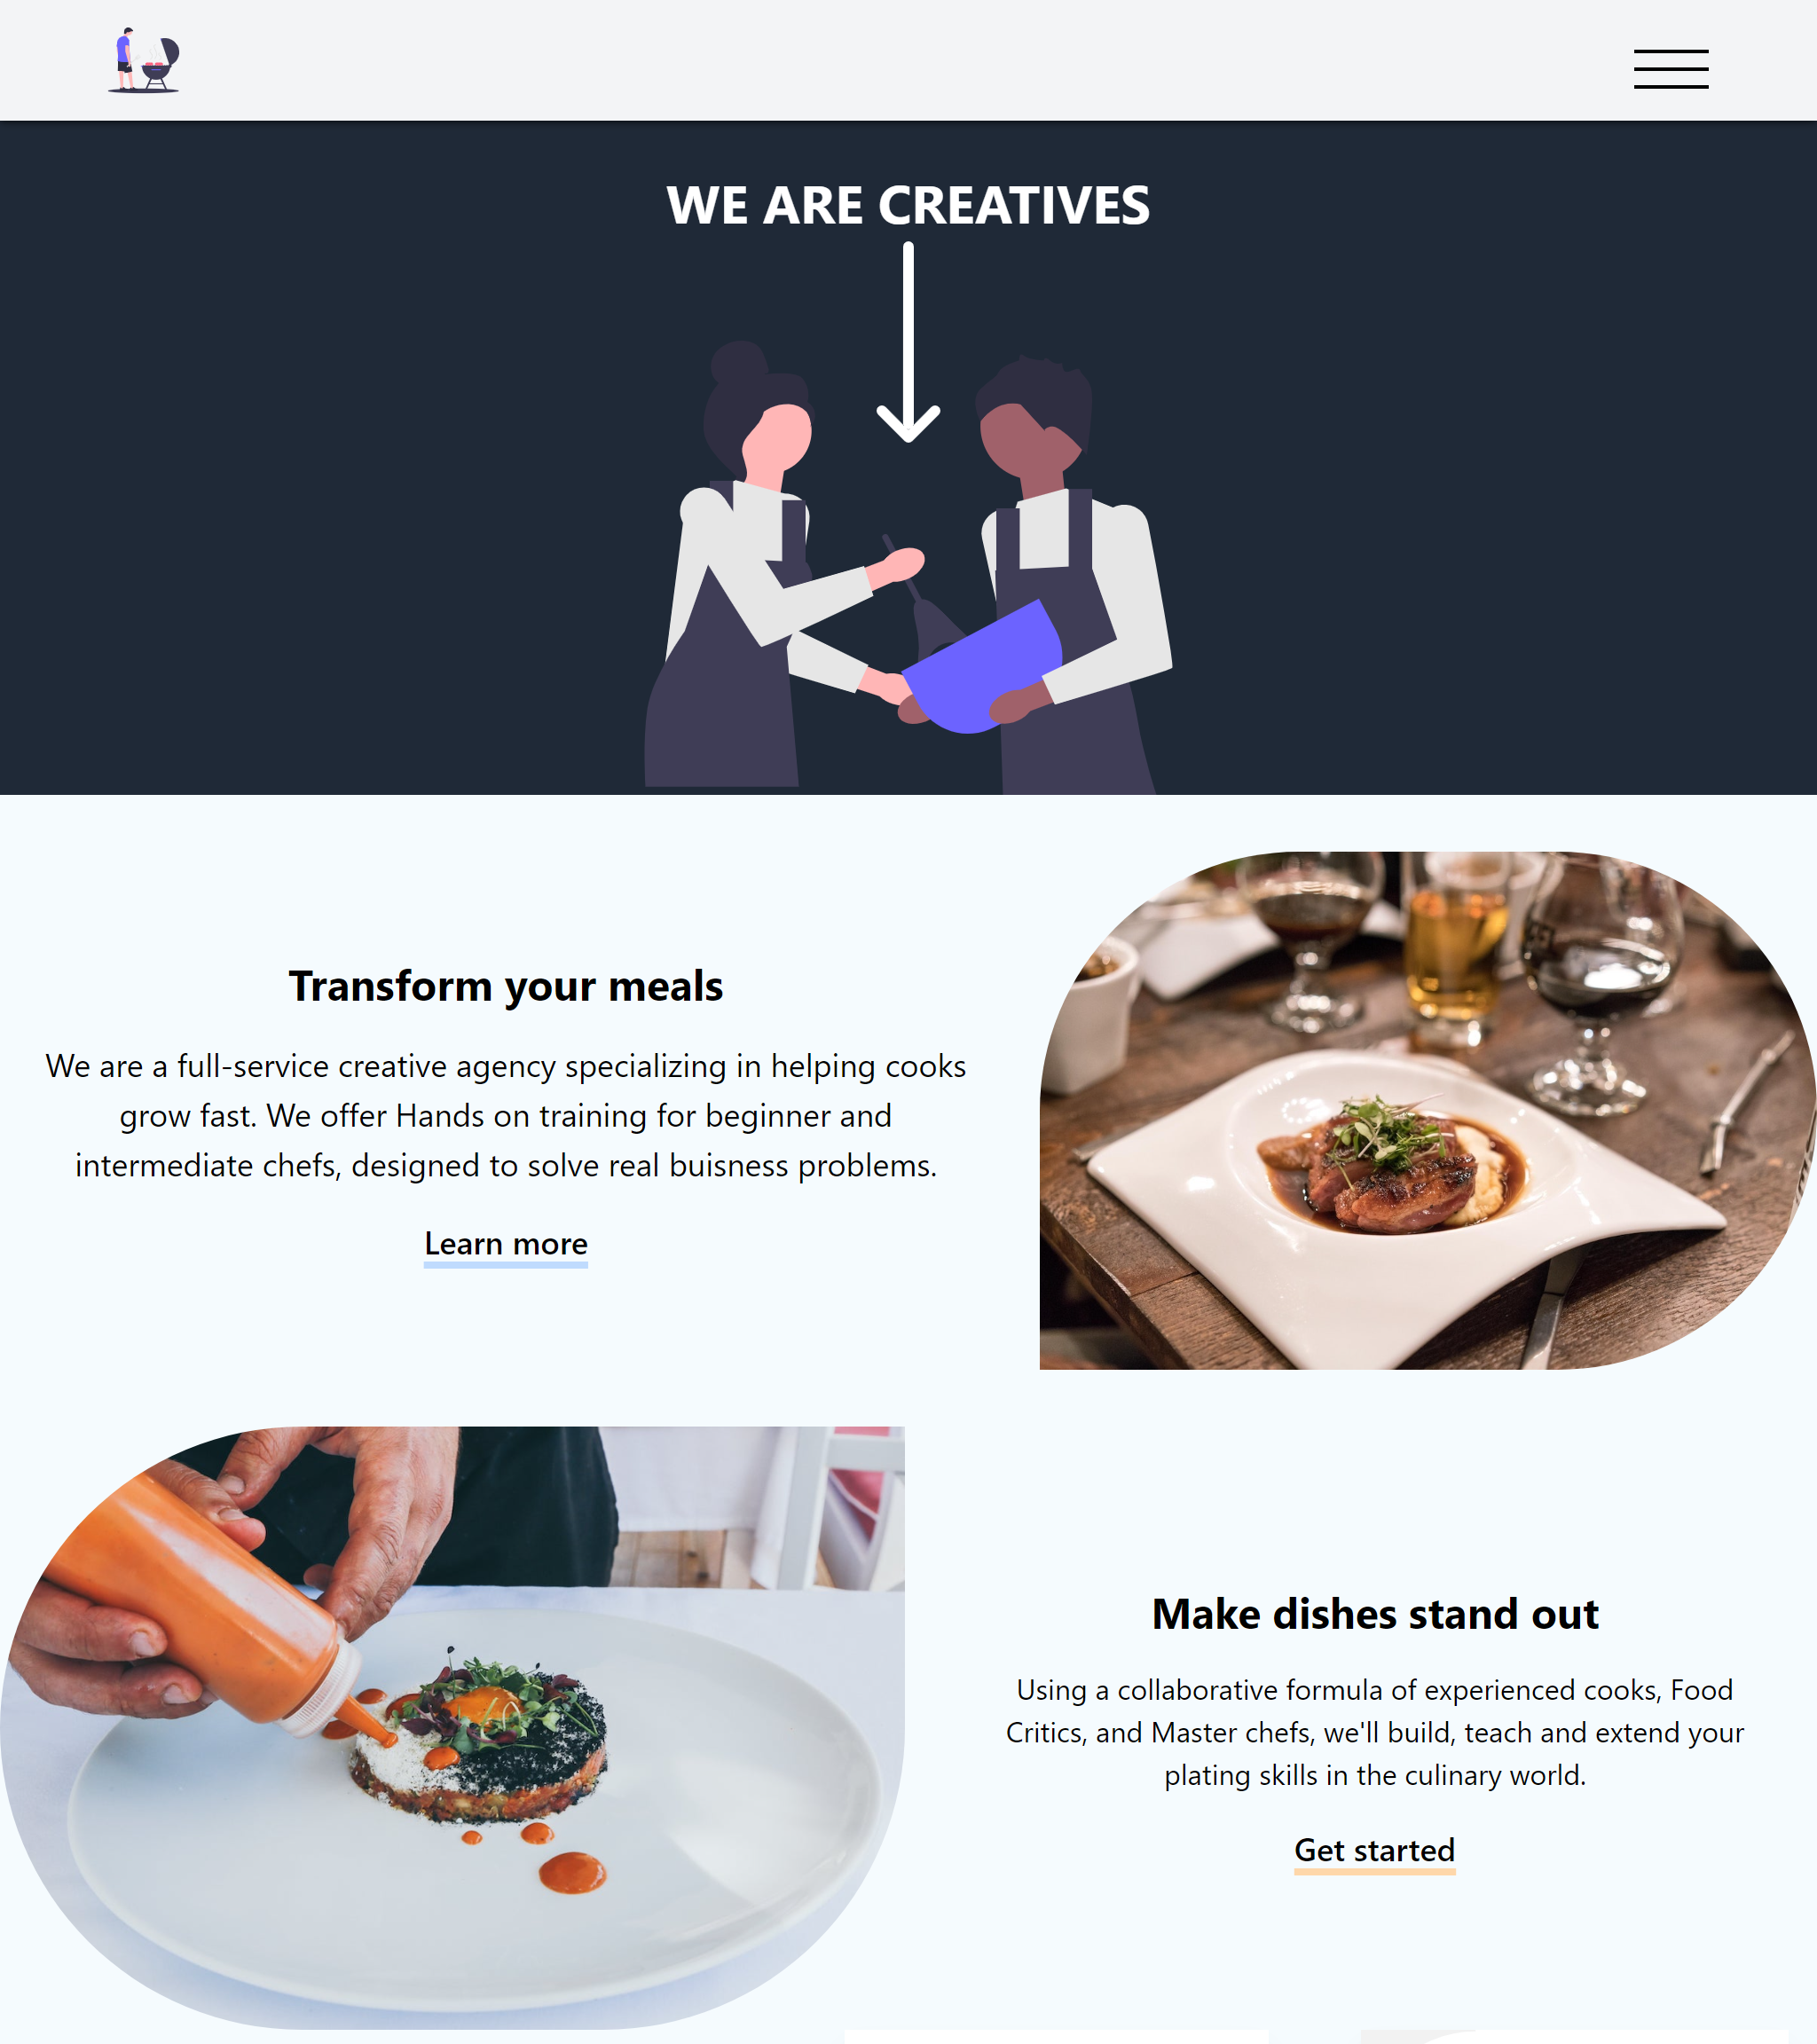 WE ARE CREATIVES
Transform your meals
We are a full-service creative agency specializing in helping cooks
grow fast. We offer Hands on training for beginner and
intermediate chefs, designed to solve real buisness problems.
Learn more
Make dishes stand out
Using a collaborative formula of experienced cooks, Food
Critics, and Master chefs, we'll build, teach and extend your
plating skills in the culinary world.
Get started